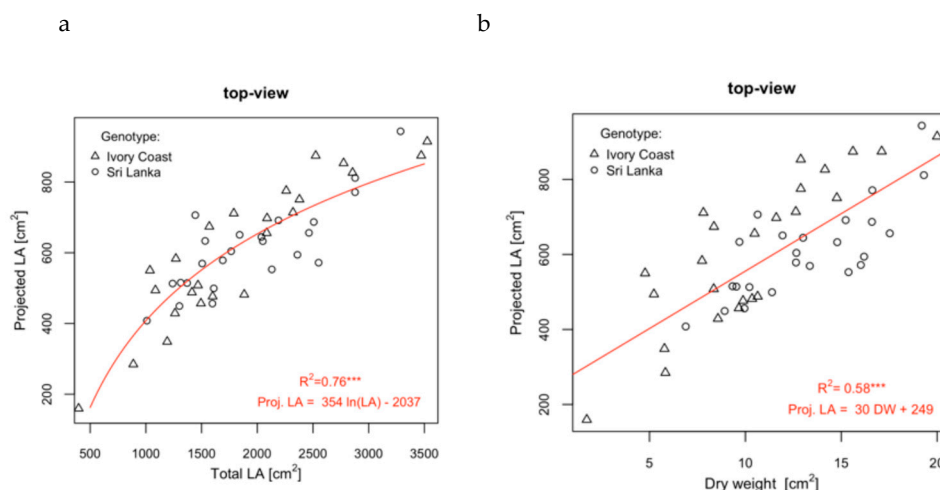 a
b
top-view
Genotype:
Ivory Coast
Sri Lanka
Projected LA [cm²]
200
400
600
800
R²=0.76***
Proj. LA = 354 ln(LA) - 2037
500
1000
1500
2000
2500
3000
3500
Total LA [cm²]
top-view
Genotype:
Ivory Coast
Sri Lanka
Projected LA [cm²]
200
400
600
800
R²= 0.58***
Proj. LA = 30 DW + 249
5
10
15
20
Dry weight [cm²]